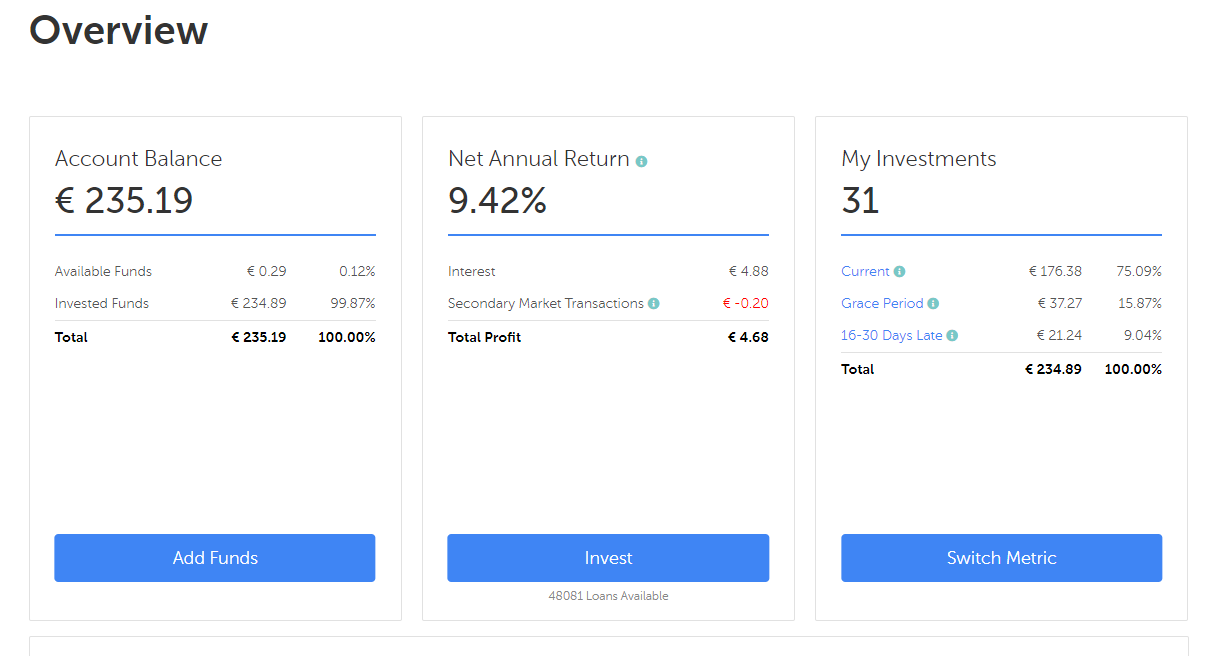 Overview
Account Balance
€ 235.19
Available Funds € 0.29 0.12%
Invested Funds € 234.89 99.87%
Total € 235.19 100.00%
Add Funds
Net Annual Return
9.42%
Interest € 4.88
Secondary Market Transactions € -0.20
Total Profit € 4.68
Invest
48081 Loans Available
My Investments
31
Current € 176.38 75.09%
Grace Period € 37.27 15.87%
16-30 Days Late € 21.24 9.04%
Total € 234.89 100.00%
Switch Metric